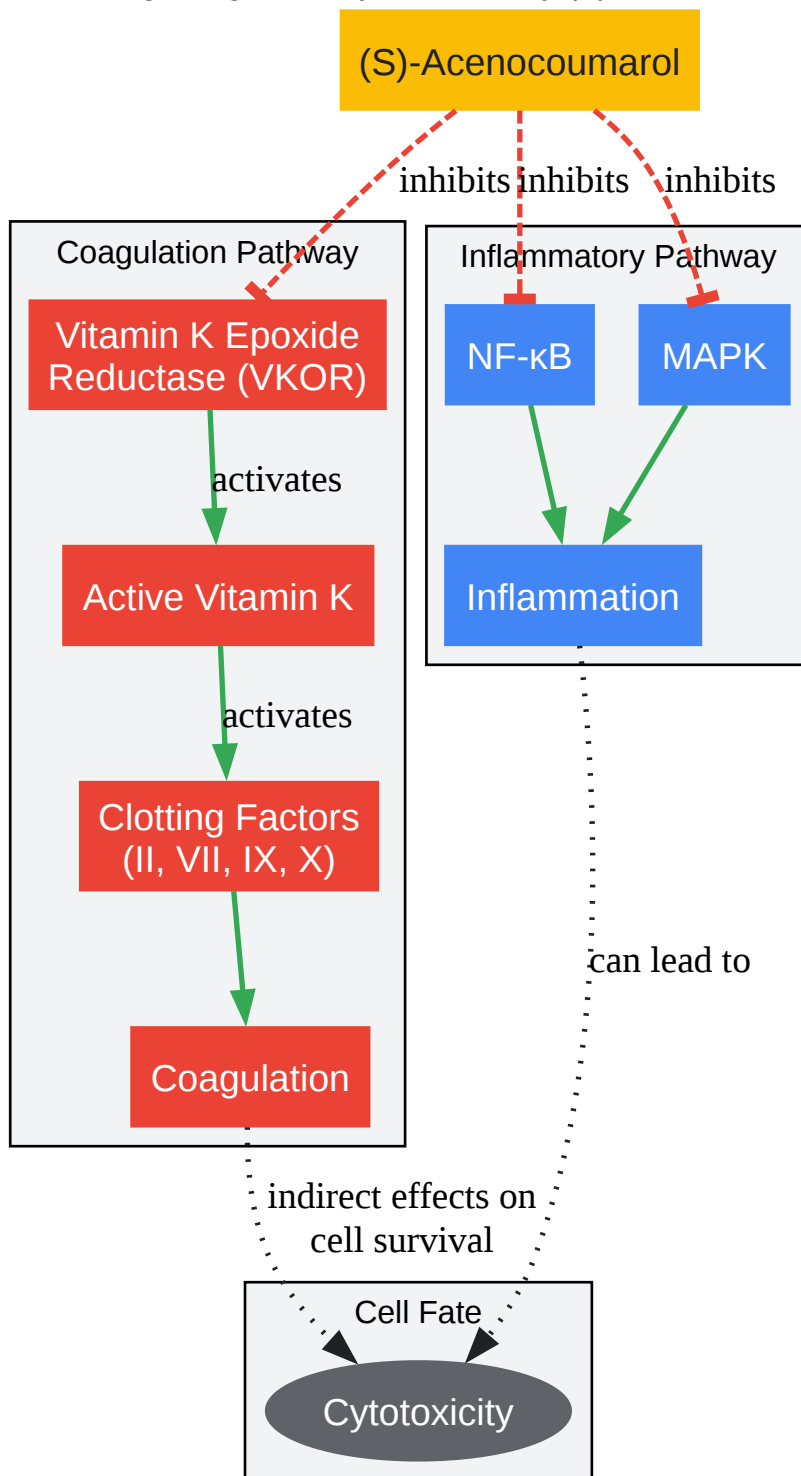 (S)-Acenocoumarol
inhibits
inhibits
inhibits
Coagulation Pathway
Inflammatory Pathway
Vitamin K Epoxide
Reductase (VKOR)
NF-κB
MAPK
activates
Active Vitamin K
Inflammation
activates
Clotting Factors
(II, VII, IX, X)
can lead to
Coagulation
indirect effects on
cell survival
Cell Fate
Cytotoxicity